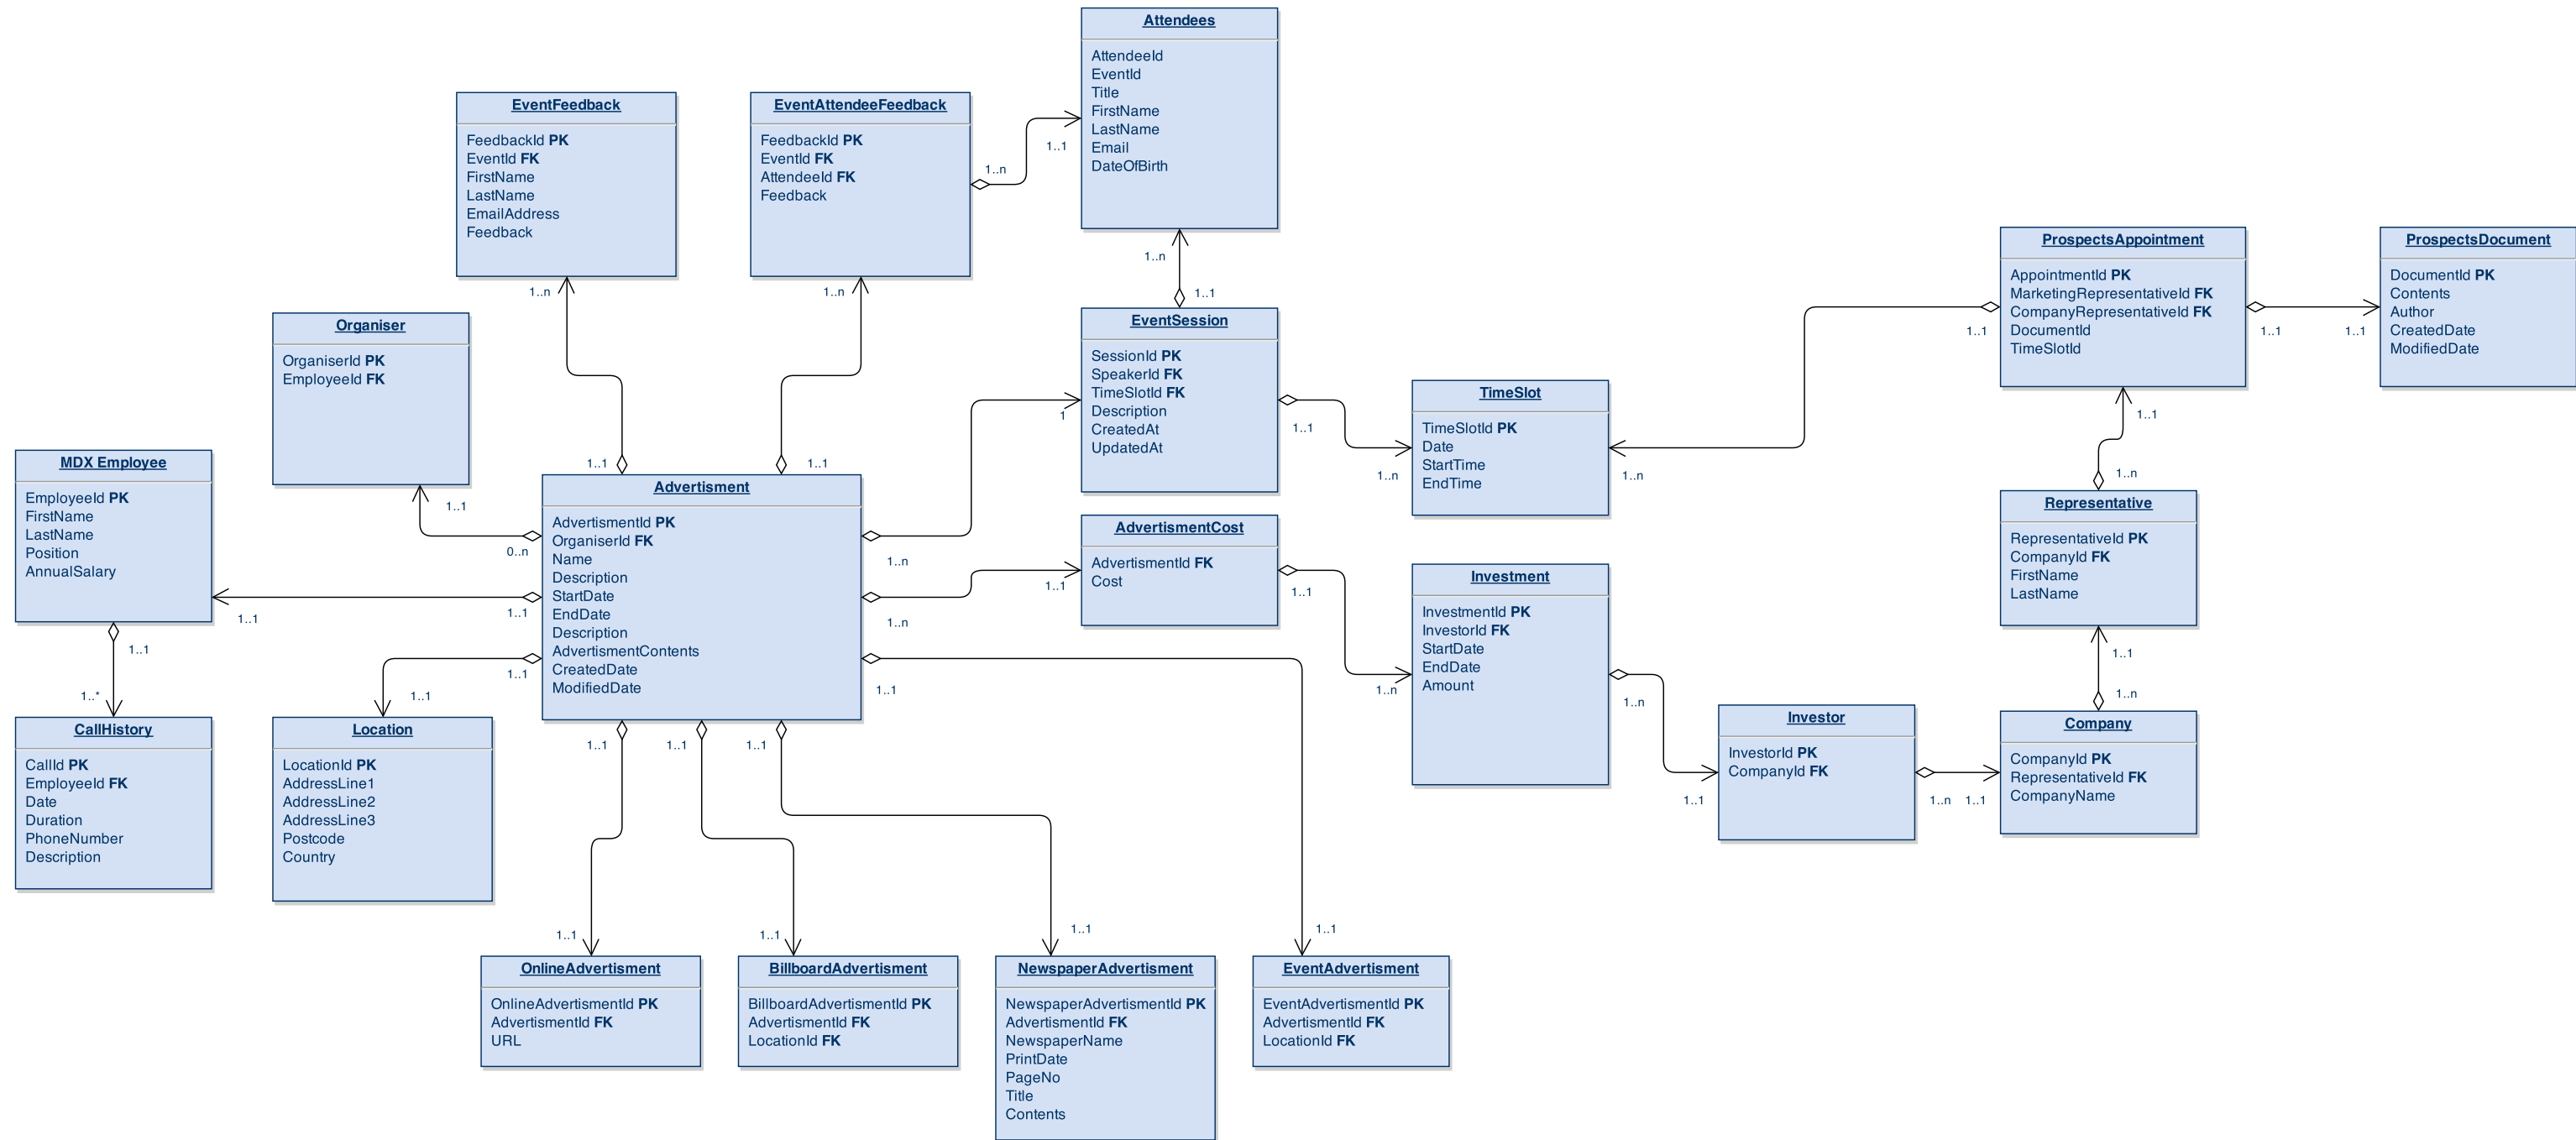 Attendees
AttendeeId
EventId
Title
FirstName
LastName
Email
DateOfBirth
EventFeedback
FeedbackId PK
EventId FK
FirstName
LastName
EmailAddress
Feedback
EventAttendeeFeedback
FeedbackId PK
EventId FK
AttendeeId FK
Feedback
1..n
1..1
1..n
1..n
1..n
1..1
ProspectsAppointment
AppointmentId PK
MarketingRepresentativeId FK
CompanyRepresentativeId FK
DocumentId
TimeSlotId
1..1
1..1
1..1
ProspectsDocument
DocumentId PK
Contents
Author
CreatedDate
ModifiedDate
Organiser
OrganiserId PK
EmployeeId FK
EventSession
SessionId PK
SpeakerId FK
TimeSlotId FK
Description
CreatedAt
UpdatedAt
1
1..1
1..n
TimeSlot
TimeSlotId PK
Date
StartTime
EndTime
1..n
1..1
1..n
MDX Employee
EmployeeId PK
FirstName
LastName
Position
AnnualSalary
1..1
1..1
1..1
0..n
1..1
1..1
1..1
Advertisment
AdvertismentId PK
OrganiserId FK
Name
Description
StartDate
EndDate
Description
AdvertismentContents
CreatedDate
ModifiedDate
1..n
1..n
1..1
1..1
AdvertismentCost
AdvertismentId FK
Cost
1..1
1..n
Investment
InvestmentId PK
InvestorId FK
StartDate
EndDate
Amount
1..n
1..1
Representative
RepresentativeId PK
CompanyId FK
FirstName
LastName
1..1
1..n
Investor
InvestorId PK
CompanyId FK
1..n
1..1
Company
CompanyId PK
RepresentativeId FK
CompanyName
1..1
1..*
CallHistory
CallId PK
EmployeeId FK
Date
Duration
PhoneNumber
Description
1..1
Location
LocationId PK
AddressLine1
AddressLine2
AddressLine3
Postcode
Country
1..1
1..1
1..1
1..1
1..1
1..1
1..1
OnlineAdvertisment
OnlineAdvertismentId PK
AdvertismentId FK
URL
BillboardAdvertisment
BillboardAdvertismentId PK
AdvertismentId FK
LocationId FK
NewspaperAdvertisment
NewspaperAdvertismentId PK
AdvertismentId FK
NewspaperName
PrintDate
PageNo
Title
Contents
EventAdvertisment
EventAdvertismentId PK
AdvertismentId FK
LocationId FK